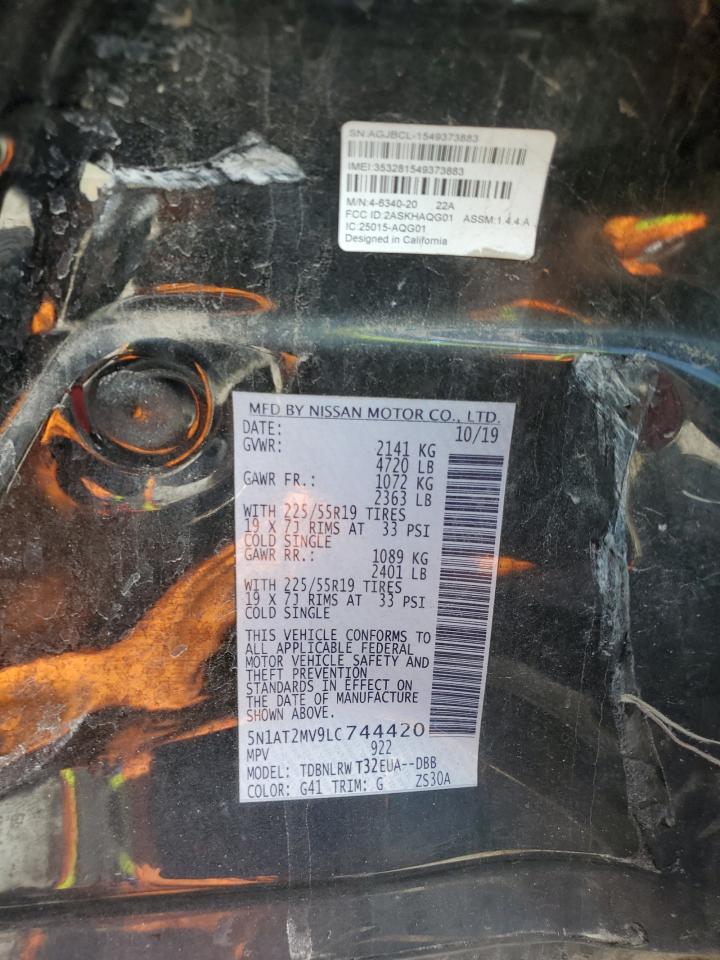 SN:AGJBCL-1549373883
IMEI:353281549373883
M/N:4-6340-20 22A
FCC ID:2ASKHAQG01 ASSM:1.4.4.A
IC:25015-AQG01
Designed in California
MFD BY NISSAN MOTOR CO., LTD.
DATE: 10/19
GVWR: 2141 KG
4720 LB
GAWR FR.: 1072 KG
2363 LB
WITH 225/55R19 TIRES
19 X 7J RIMS AT 33 PSI
COLD SINGLE
GAWR RR.: 1089 KG
2401 LB
WITH 225/55R19 TIRES
19 X 7J RIMS AT 33 PSI
COLD SINGLE
THIS VEHICLE CONFORMS TO
ALL APPLICABLE FEDERAL
MOTOR VEHICLE SAFETY AND
THEFT PREVENTION
STANDARDS IN EFFECT ON
THE DATE OF MANUFACTURE
SHOWN ABOVE.
5N1AT2MV9LC744420
MPV 922
MODEL: TDBNLRW T32EUA--DBB
COLOR: G41 TRIM: G ZS30A